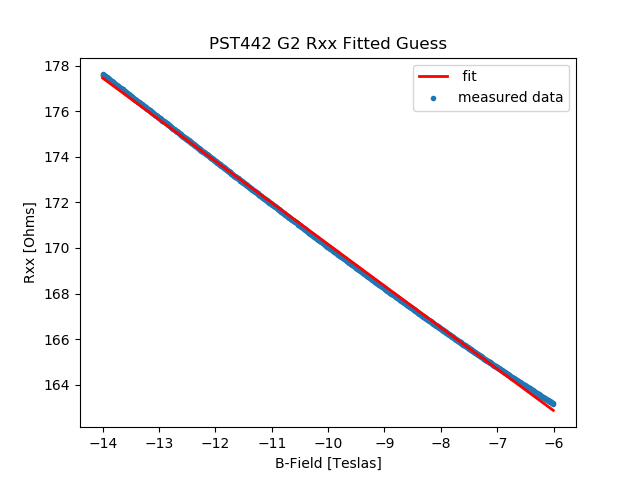 PST442 G2 Rxx Fitted Guess
178
176
174
172
170
168
166
164
Rxx [Ohms]
fit
measured data
−14 −13 −12 −11 −10 −9 −8 −7 −6
B-Field [Teslas]